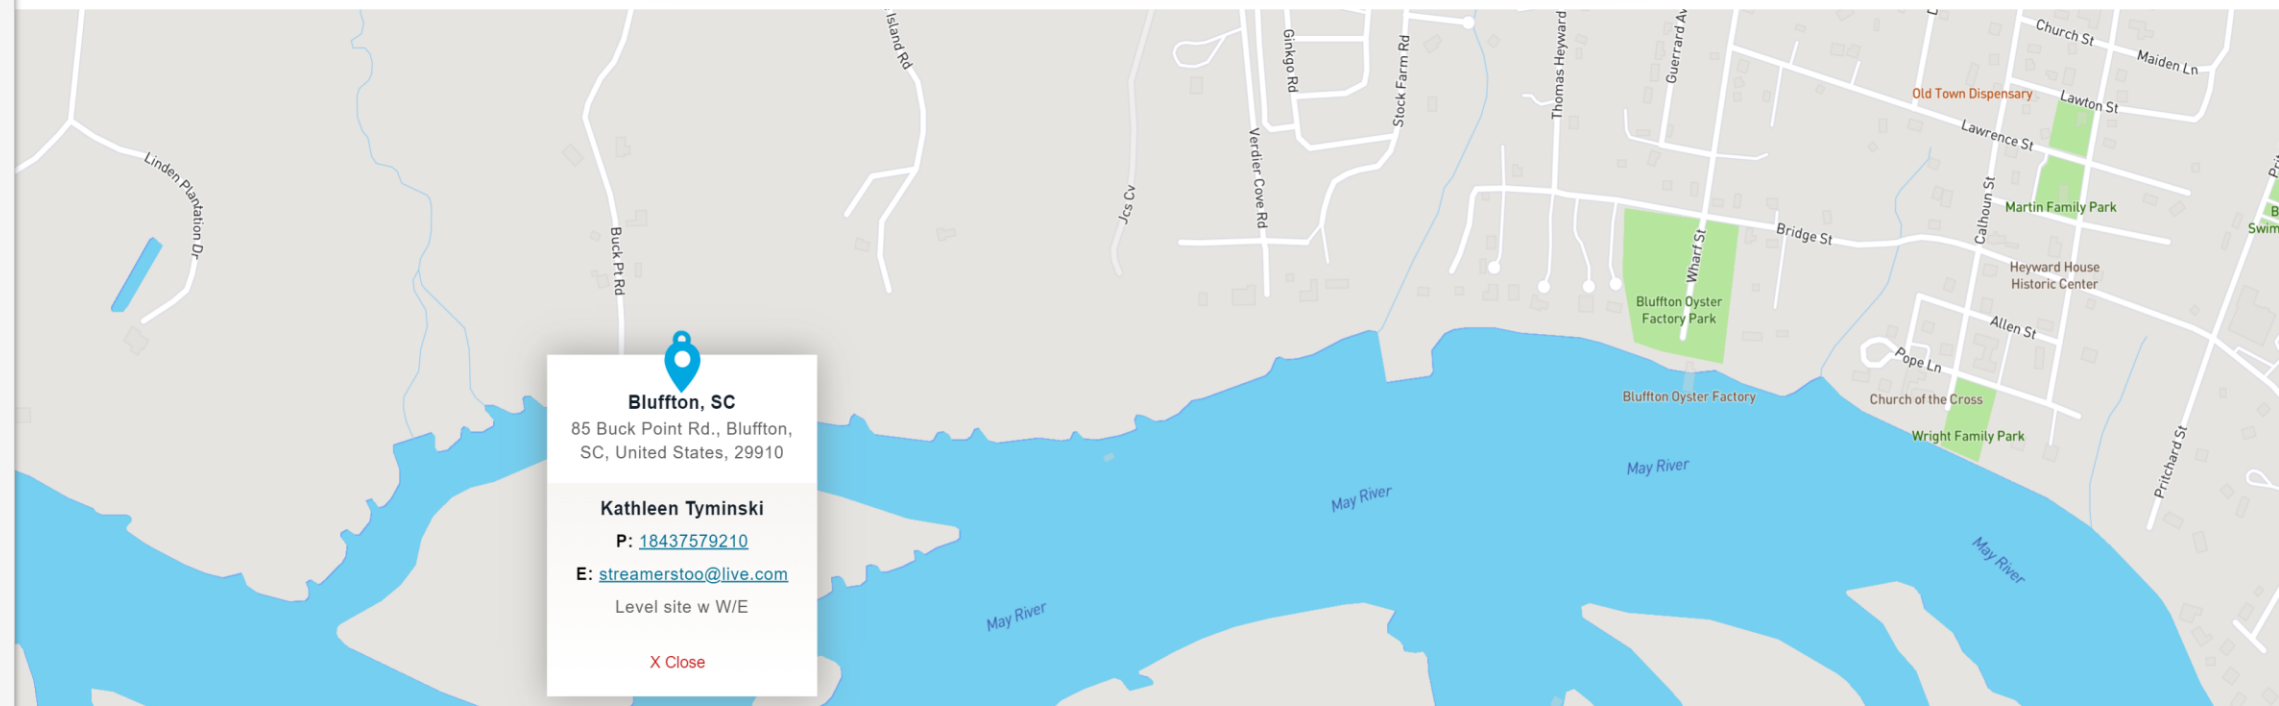 Island Rd
Ginkgo Rd
Stock Farm Rd
Thomas Heyward
Guerrard Av
Church St
Maiden Ln
Old Town Dispensary
Lawton St
Lawrence St
Linden Plantation Dr
Verdier Cove Rd
Jcs Cv
Buck Pt Rd
Calhoun St
Martin Family Park
Swim
Bridge St
Wharf St
Heyward House
Historic Center
Bluffton Oyster
Factory Park
Allen St
Pope Ln
Bluffton Oyster Factory
Church of the Cross
Wright Family Park
Pritchard St
May River
May River
May River
May River
Bluffton, SC
85 Buck Point Rd., Bluffton,
SC, United States, 29910
Kathleen Tyminski
P: 18437579210
E: streamerstoo@live.com
Level site w W/E
X Close